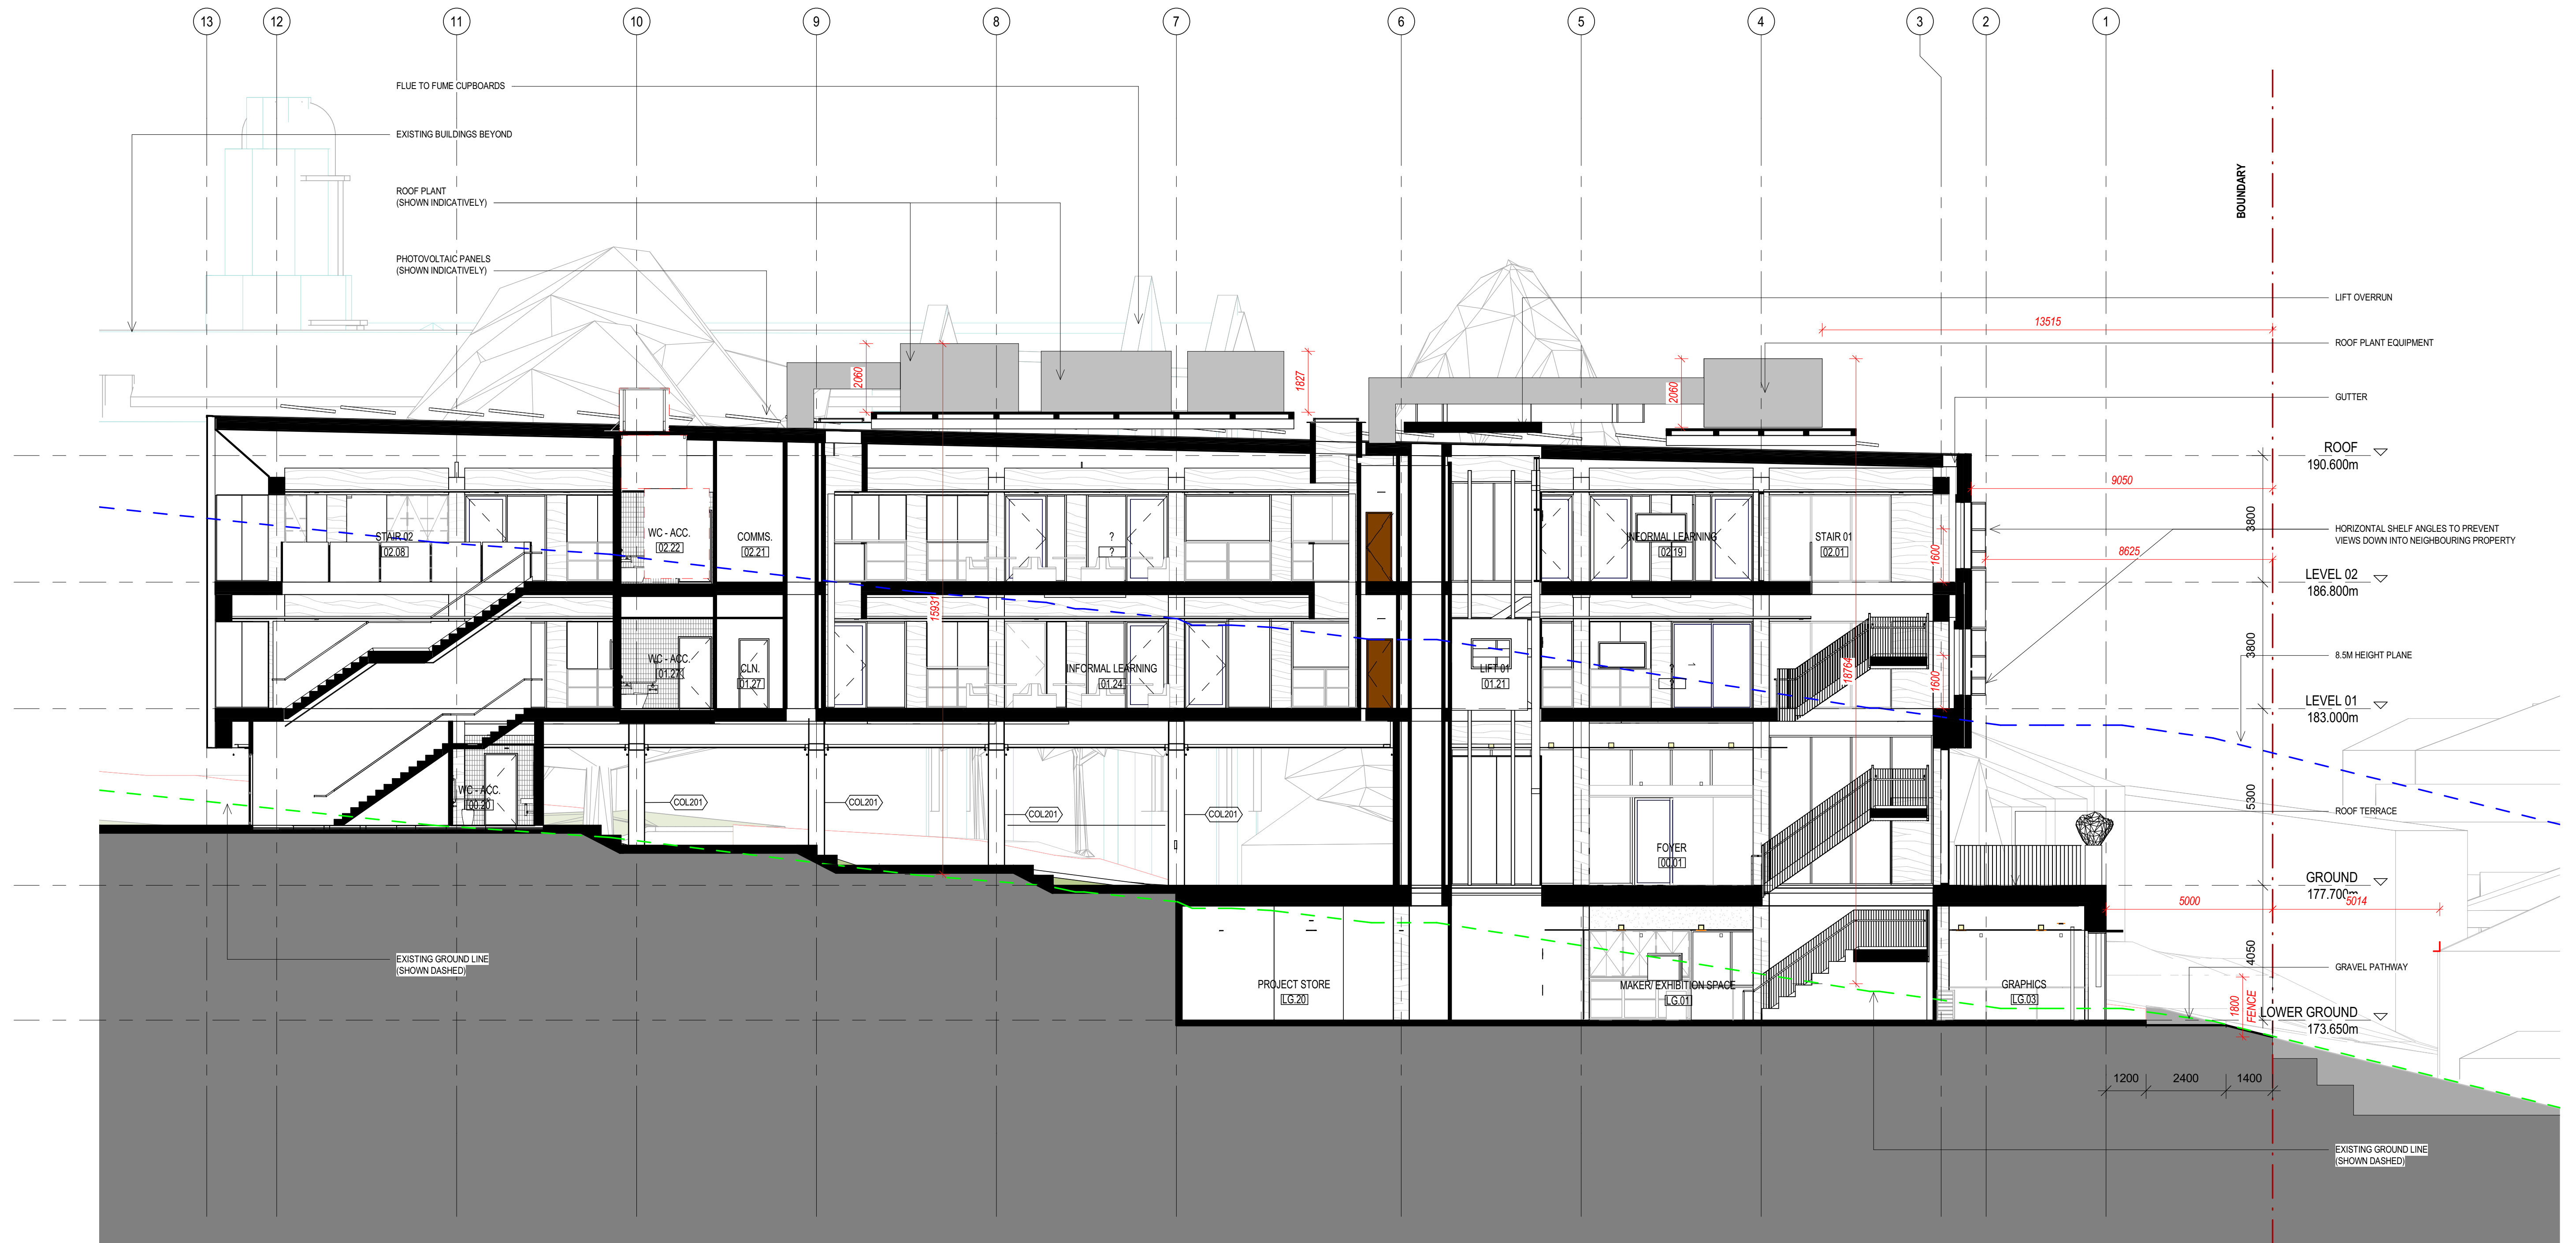 13 12 11 10 9 8 7 6 5 4 3 2 1
FLUE TO FUME CUPBOARDS
EXISTING BUILDINGS BEYOND
ROOF PLANT
(SHOWN INDICATIVELY)
PHOTOVOLTAIC PANELS
(SHOWN INDICATIVELY)
BOUNDARY
LIFT OVERRUN
13515
ROOF PLANT EQUIPMENT
2060
1827
2060
GUTTER
ROOF
190.600m
9050
3800
HORIZONTAL SHELF ANGLES TO PREVENT
VIEWS DOWN INTO NEIGHBOURING PROPERTY
8625
STAIR 02
02.08
WC - ACC.
02.22
COMMS.
02.21
?
?
INFORMAL LEARNING
02.19
STAIR 01
02.01
1600
LEVEL 02
186.800m
15931
3800
8.5M HEIGHT PLANE
WC - ACC.
01.27
CLN.
01.27
INFORMAL LEARNING
01.24
LIFT 01
01.21
?
?
18764
1600
LEVEL 01
183.000m
WC - ACC.
00.20
COL201
COL201
COL201
COL201
5300
ROOF TERRACE
FOYER
00.01
GROUND
177.700m
5000
5014
EXISTING GROUND LINE
(SHOWN DASHED)
4050
GRAVEL PATHWAY
PROJECT STORE
LG.20
MAKER/ EXHIBITION SPACE
LG.01
GRAPHICS
LG.03
1800
FENCE
LOWER GROUND
173.650m
1200 2400 1400
EXISTING GROUND LINE
(SHOWN DASHED)